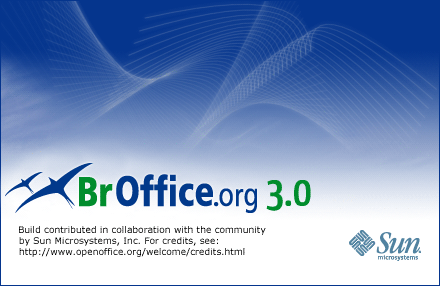 BrOffice.org 3.0
Build contributed in collaboration with the community
by Sun Microsystems, Inc. For credits, see:
http://www.openoffice.org/welcome/credits.html
Sun
microsystems